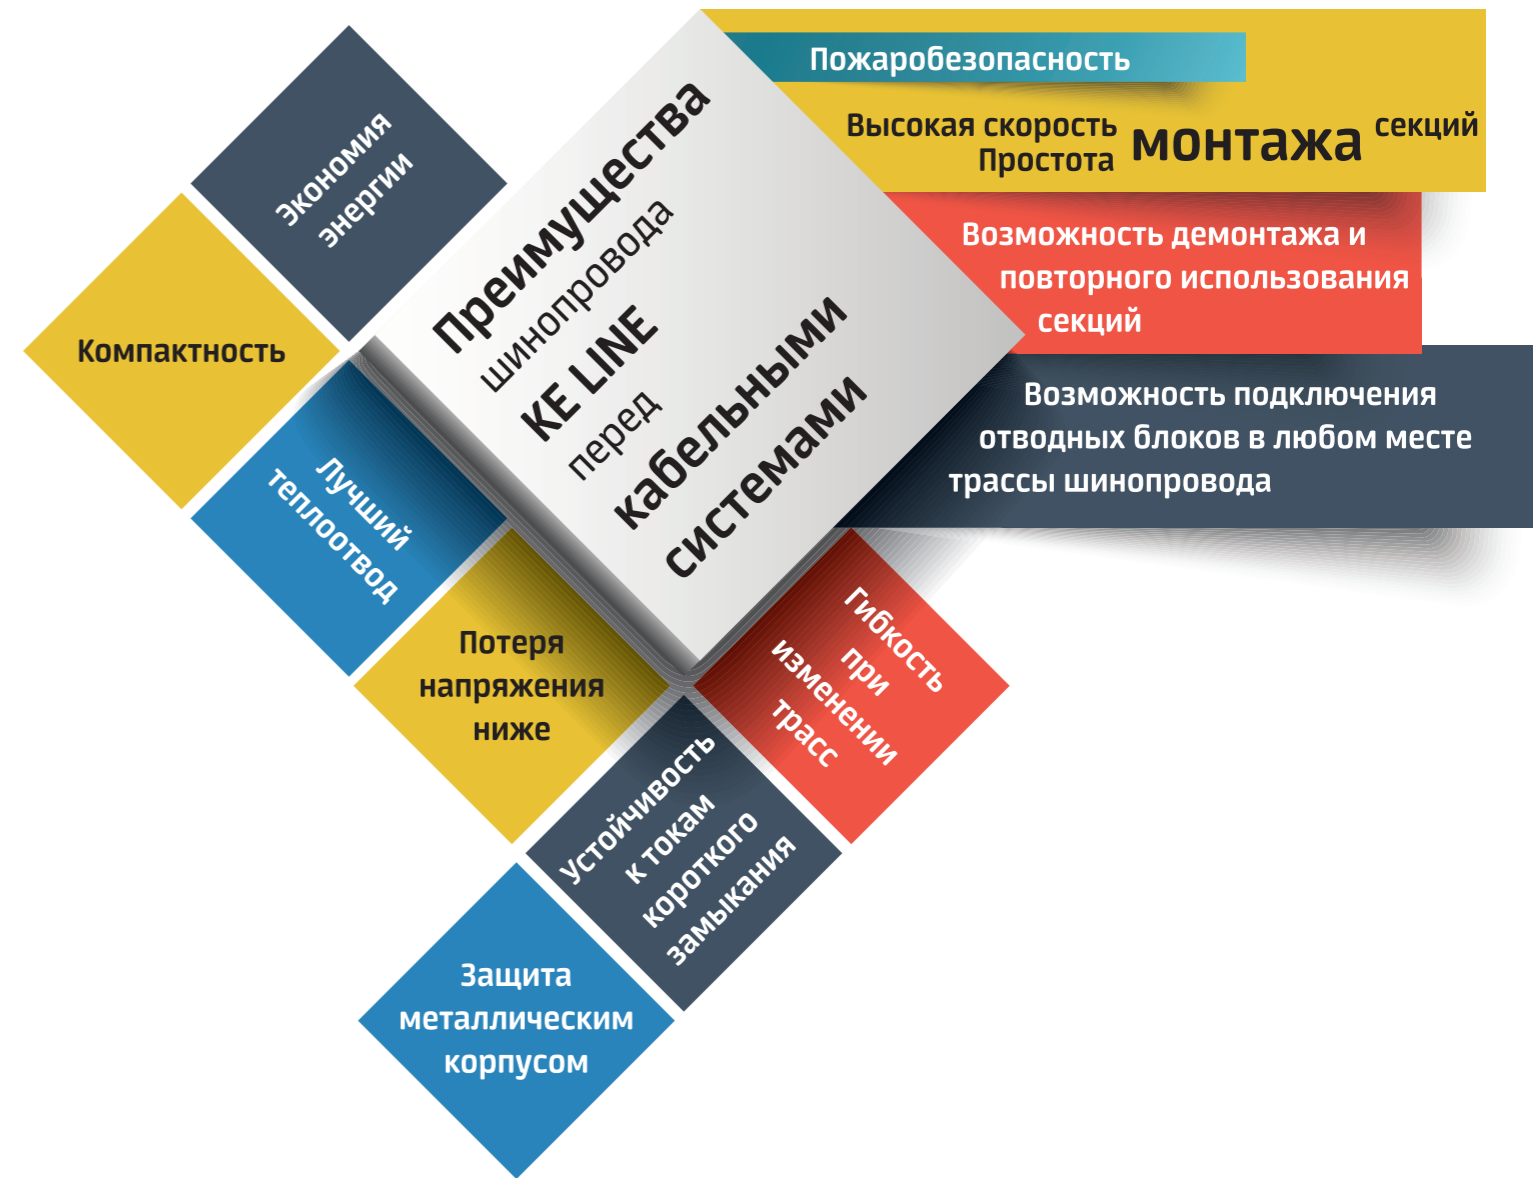 Преимущества
шинопровода
KE LINE
перед
кабельными
системами
Пожаробезопасность
Высокая скорость
Простота
монтажа
секций
Возможность демонтажа и
повторного использования
секций
Возможность подключения
отводных блоков в любом месте
трассы шинопровода
Экономия
энергии
Компактность
Лучший
теплоотвод
Потеря
напряжения
ниже
Гибкость
при
изменении
трасс
Устойчивость
к токам
короткого
замыкания
Защита
металлическим
корпусом